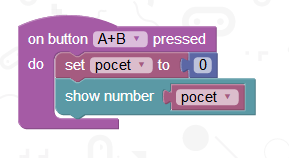 on button A+B pressed
do set pocet to 0
show number pocet